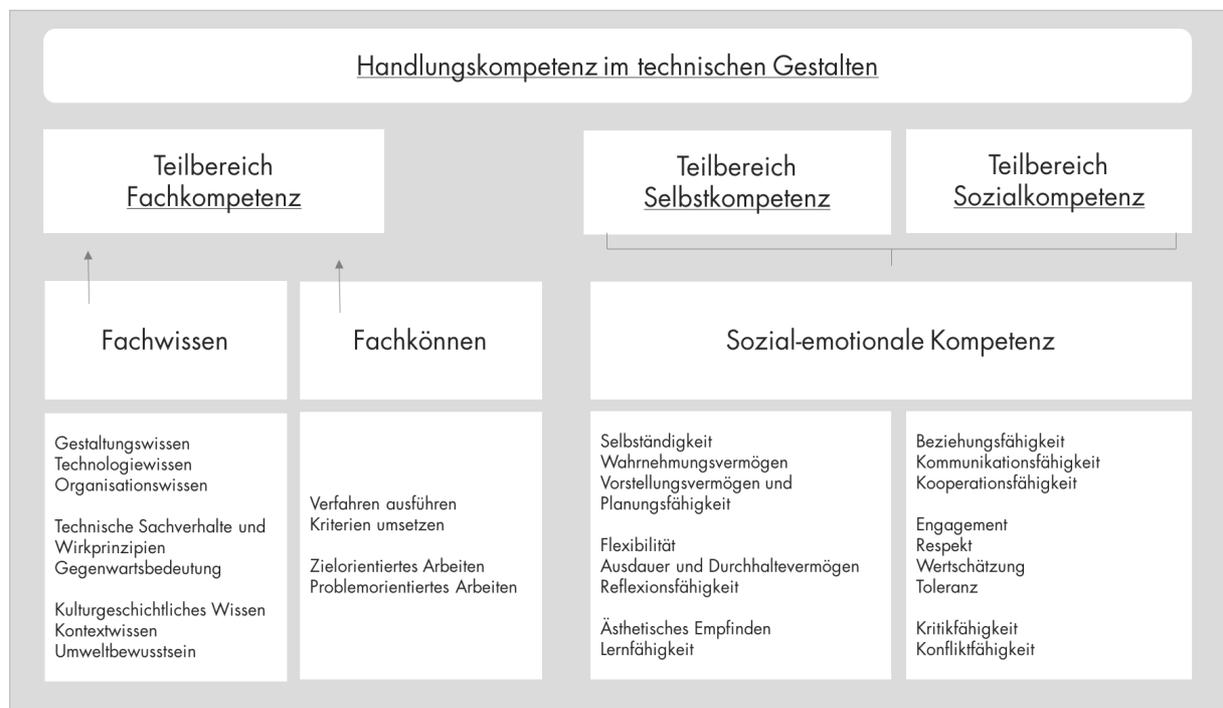 Handlungskompetenz im technischen Gestalten
Teilbereich
Fachkompetenz
Teilbereich
Selbstkompetenz
Teilbereich
Sozialkompetenz
Fachwissen
Fachkönnen
Sozial-emotionale Kompetenz
Gestaltungswissen
Technologiewissen
Organisationswissen
Technische Sachverhalte und
Wirkprinzipien
Gegenwartsbedeutung
Kulturgeschichtliches Wissen
Kontextwissen
Umweltbewusstsein
Verfahren ausführen
Kriterien umsetzen
Zielorientiertes Arbeiten
Problemorientiertes Arbeiten
Selbständigkeit
Wahrnehmungsvermögen
Vorstellungsvermögen und
Planungsfähigkeit
Flexibilität
Ausdauer und Durchhaltevermögen
Reflexionsfähigkeit
Ästhetisches Empfinden
Lernfähigkeit
Beziehungsfähigkeit
Kommunikationsfähigkeit
Kooperationsfähigkeit
Engagement
Respekt
Wertschätzung
Toleranz
Kritikfähigkeit
Konfliktfähigkeit